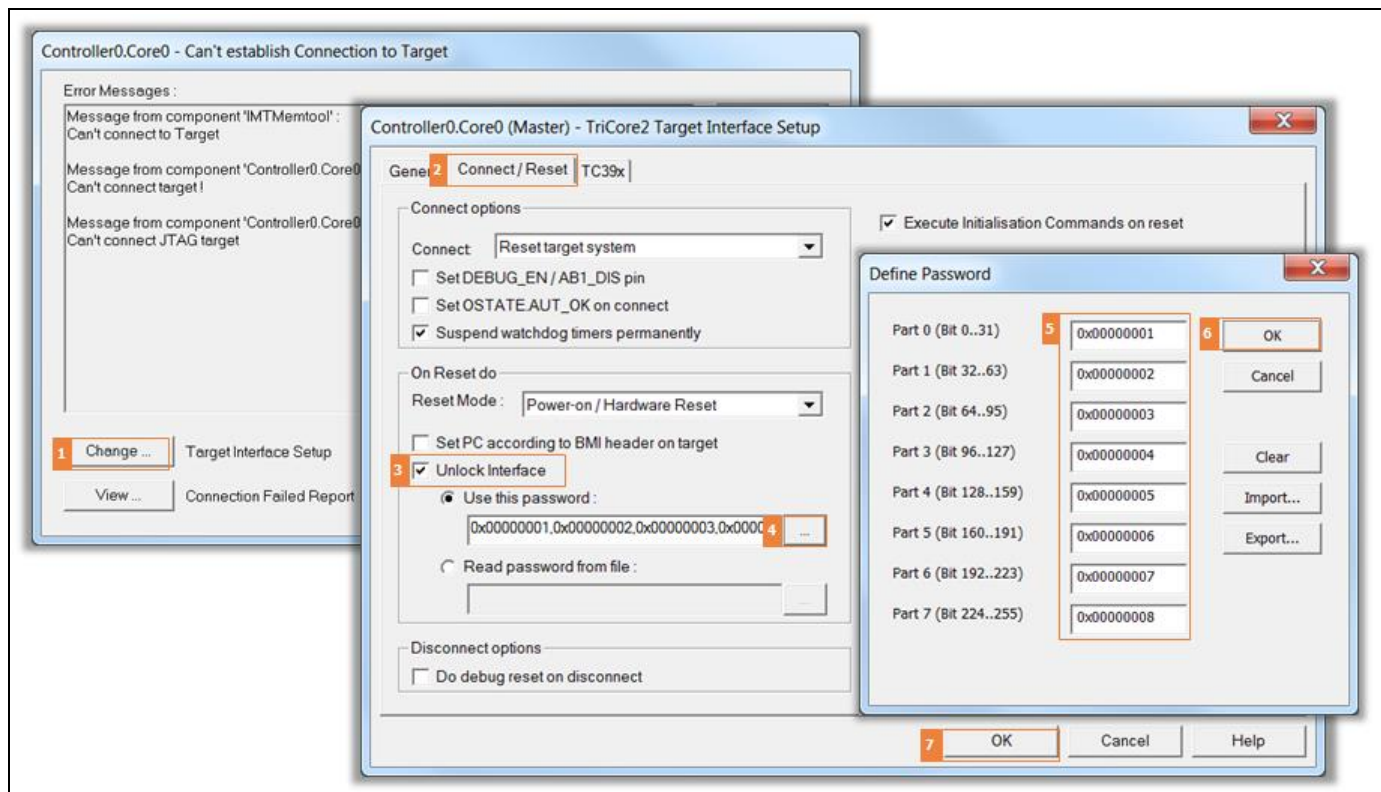 Controller0.Core0 - Can't establish Connection to Target
Error Messages :
Message from component 'IMTMemtool' :
Can't connect to Target
Message from component 'Controller0.Core0
Can't connect target !
Message from component 'Controller0.Core0
Can't connect JTAG target
1 Change ... Target Interface Setup
View ... Connection Failed Report
Controller0.Core0 (Master) - TriCore2 Target Interface Setup
Gener 2 Connect / Reset TC39x
Connect options
Connect: Reset target system
Set DEBUG_EN / AB1_DIS pin
Set OSTATE.AUT_OK on connect
Suspend watchdog timers permanently
On Reset do
Reset Mode : Power-on / Hardware Reset
Set PC according to BMI header on target
3 Unlock Interface
Use this password :
0x00000001,0x00000002,0x00000003,0x0000 4 ...
Read password from file :
...
Disconnect options
Do debug reset on disconnect
Execute Initialisation Commands on reset
7 OK Cancel Help
Define Password
Part 0 (Bit 0..31) 5 0x00000001 6 OK
Part 1 (Bit 32..63) 0x00000002 Cancel
Part 2 (Bit 64..95) 0x00000003
Part 3 (Bit 96..127) 0x00000004 Clear
Part 4 (Bit 128..159) 0x00000005 Import...
Part 5 (Bit 160..191) 0x00000006 Export...
Part 6 (Bit 192..223) 0x00000007
Part 7 (Bit 224..255) 0x00000008